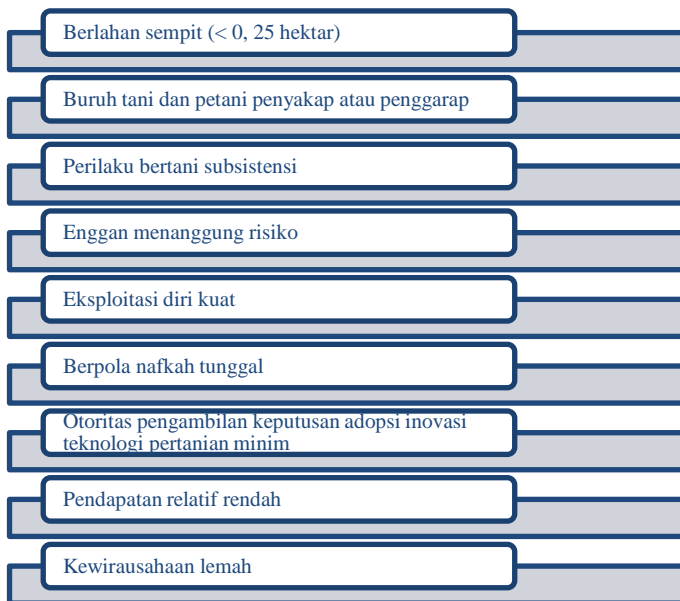 Berlahan sempit (< 0, 25 hektar)
Buruh tani dan petani penyakap atau penggarap
Perilaku bertani subsistensi
Enggan menanggung risiko
Eksploitasi diri kuat
Berpola nafkah tunggal
Otoritas pengambilan keputusan adopsi inovasi
teknologi pertanian minim
Pendapatan relatif rendah
Kewirausahaan lemah